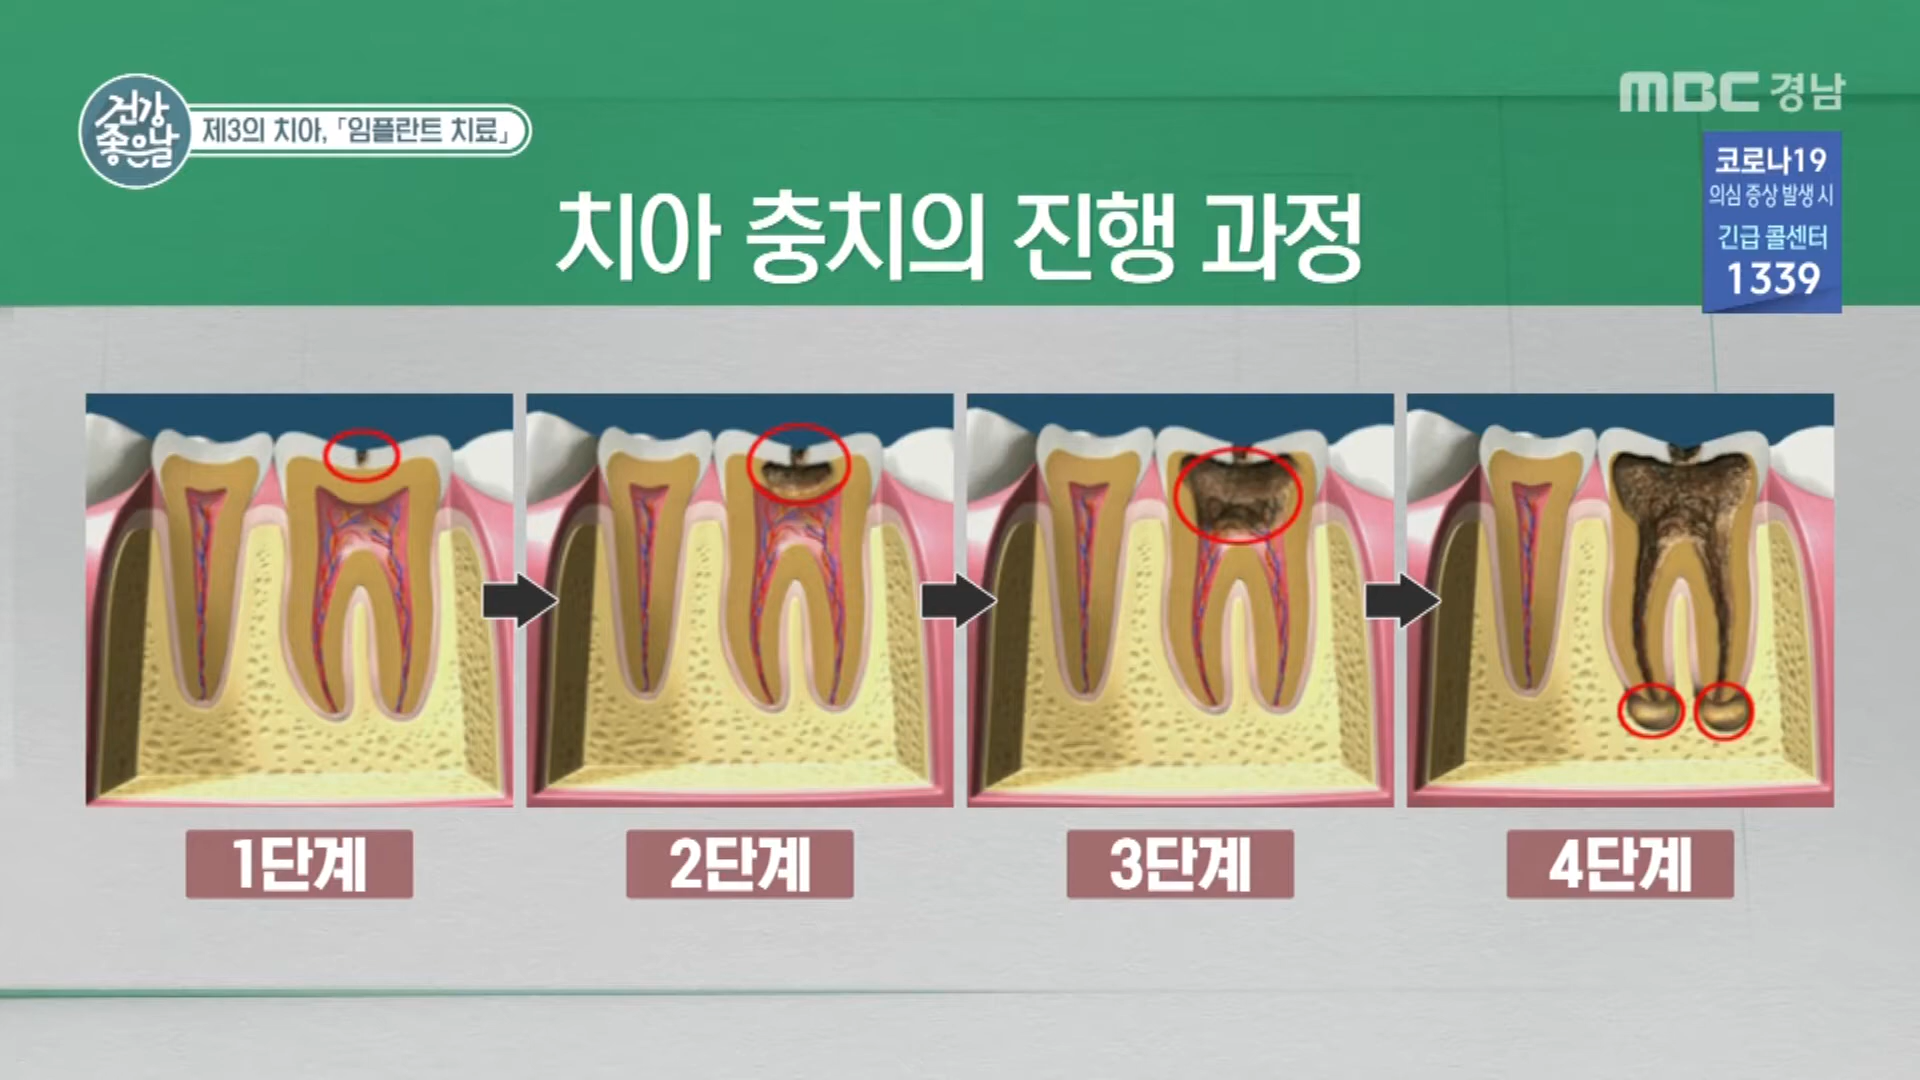 건강
좋은날
제3의 치아, 「임플란트 치료」
MBC 경남
코로나19
의심 증상 발생 시
긴급 콜센터
1339
치아 충치의 진행 과정
1단계
2단계
3단계
4단계